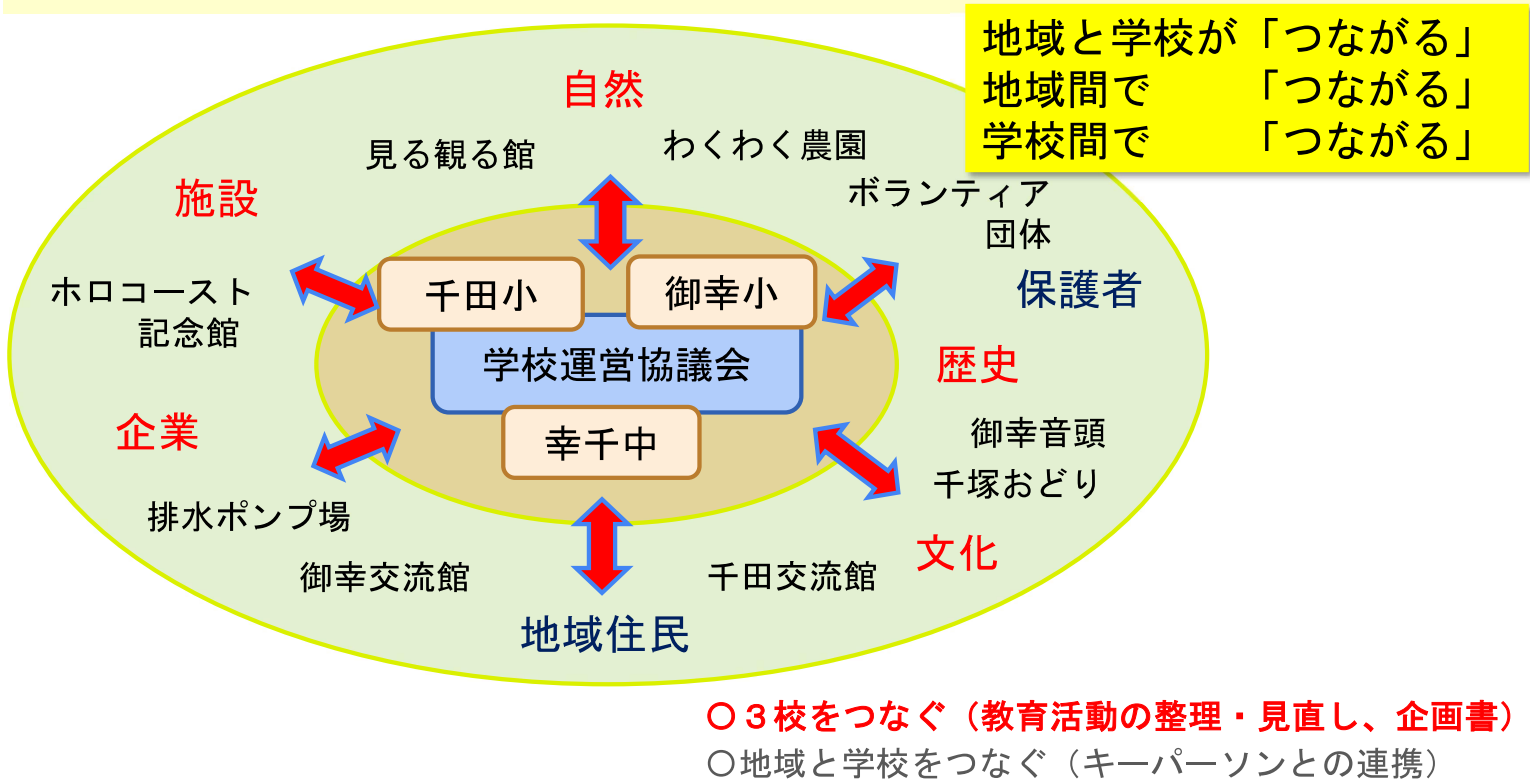 地域と学校が「つながる」
地域間で　　「つながる」
学校間で　　「つながる」
自然
見る観る館
わくわく農園
施設
ボランティア
団体
保護者
ホロコースト
記念館
千田小
御幸小
学校運営協議会
幸千中
歴史
企業
御幸音頭
千塚おどり
排水ポンプ場
文化
御幸交流館
千田交流館
地域住民
〇３校をつなぐ（教育活動の整理・見直し、企画書）
〇地域と学校をつなぐ（キーパーソンとの連携）